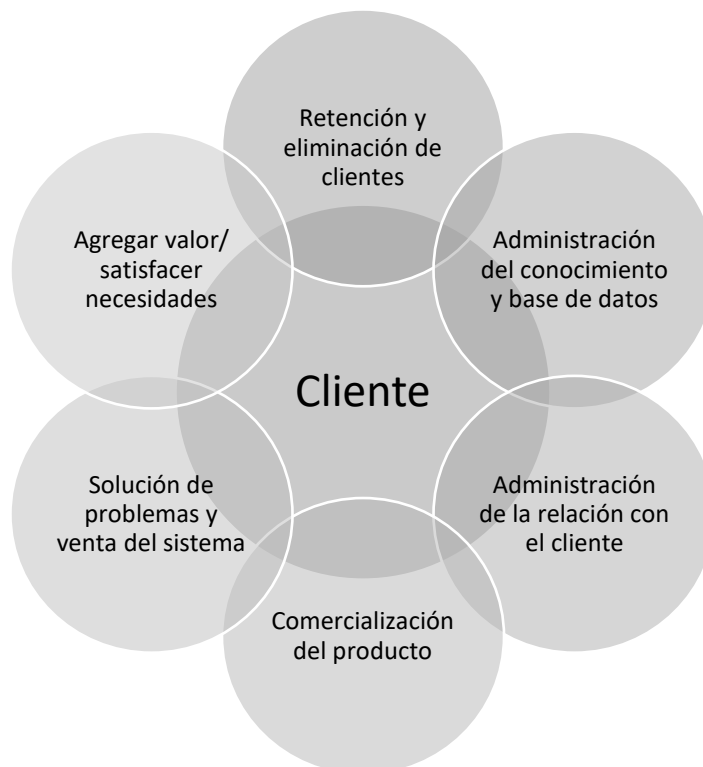 Retención y
eliminación de
clientes
Administración
del conocimiento
y base de datos
Administración
de la relación con
el cliente
Comercialización
del producto
Solución de
problemas y
venta del sistema
Agregar valor/
satisfacer
necesidades
Cliente